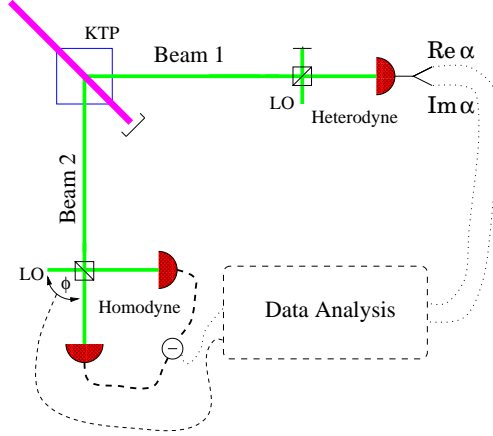 KTP
Beam 1
Re α
LO
Heterodyne
Im α
Beam 2
LO
ϕ
Homodyne
−
Data Analysis